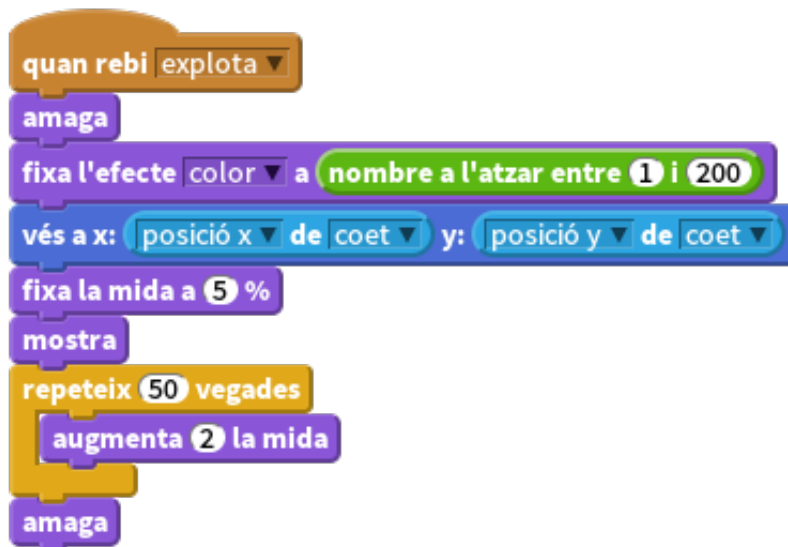 quan rebi explota
amaga
fixa l'efecte color a nombre a l'atzar entre 1 i 200
vés a x: posició x de coet y: posició y de coet
fixa la mida a 5 %
mostra
repeteix 50 vegades
augmenta 2 la mida
amaga